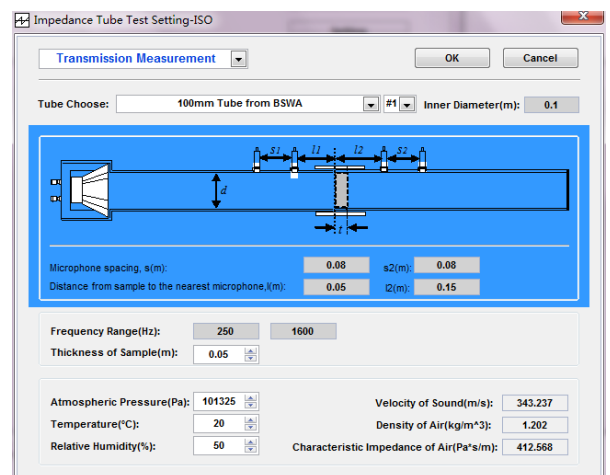 Impedance Tube Test Setting-ISO
Transmission Measurement OK Cancel
Tube Choose: 100mm Tube from BSWA #1 Inner Diameter(m): 0.1
S1 l1 l2 S2
d
t
Microphone spacing, s(m): 0.08 s2(m): 0.08
Distance from sample to the nearest microphone,l(m): 0.05 l2(m): 0.15
Frequency Range(Hz): 250 1600
Thickness of Sample(m): 0.05
Atmospheric Pressure(Pa): 101325 Velocity of Sound(m/s): 343.237
Temperature(°C): 20 Density of Air(kg/m^3): 1.202
Relative Humidity(%): 50 Characteristic Impedance of Air(Pa*s/m): 412.568